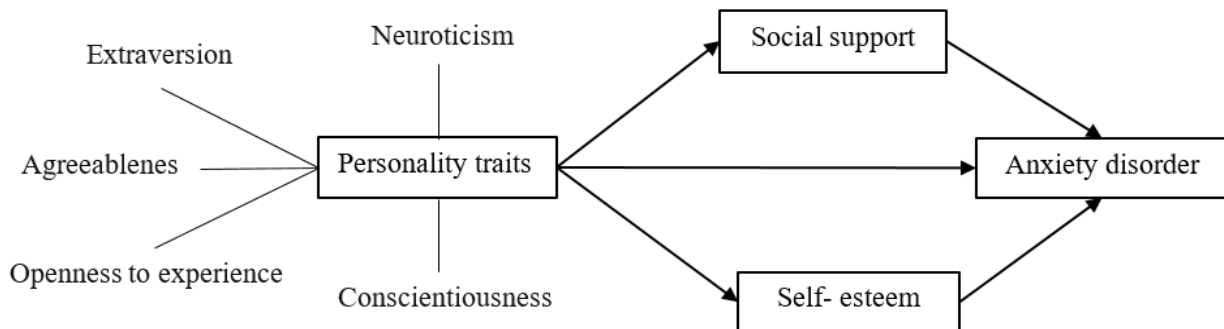 Neuroticism
Social support
Extraversion
Agreeablenes
Personality traits
Anxiety disorder
Openness to experience
Conscientiousness
Self- esteem